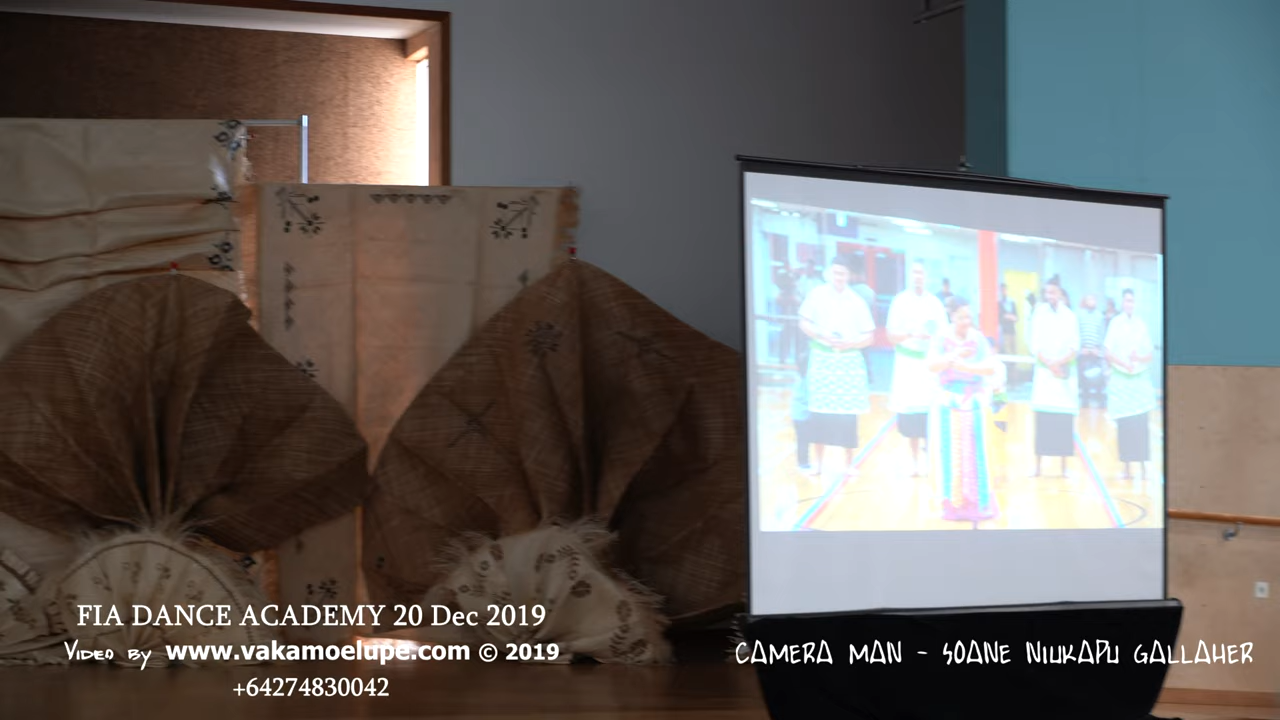 FIA DANCE ACADEMY 20 Dec 2019
Video by www.vakamoelupe.com © 2019
+64274830042
CAMERA MAN - SOANE NIUKAPU GALLAHER